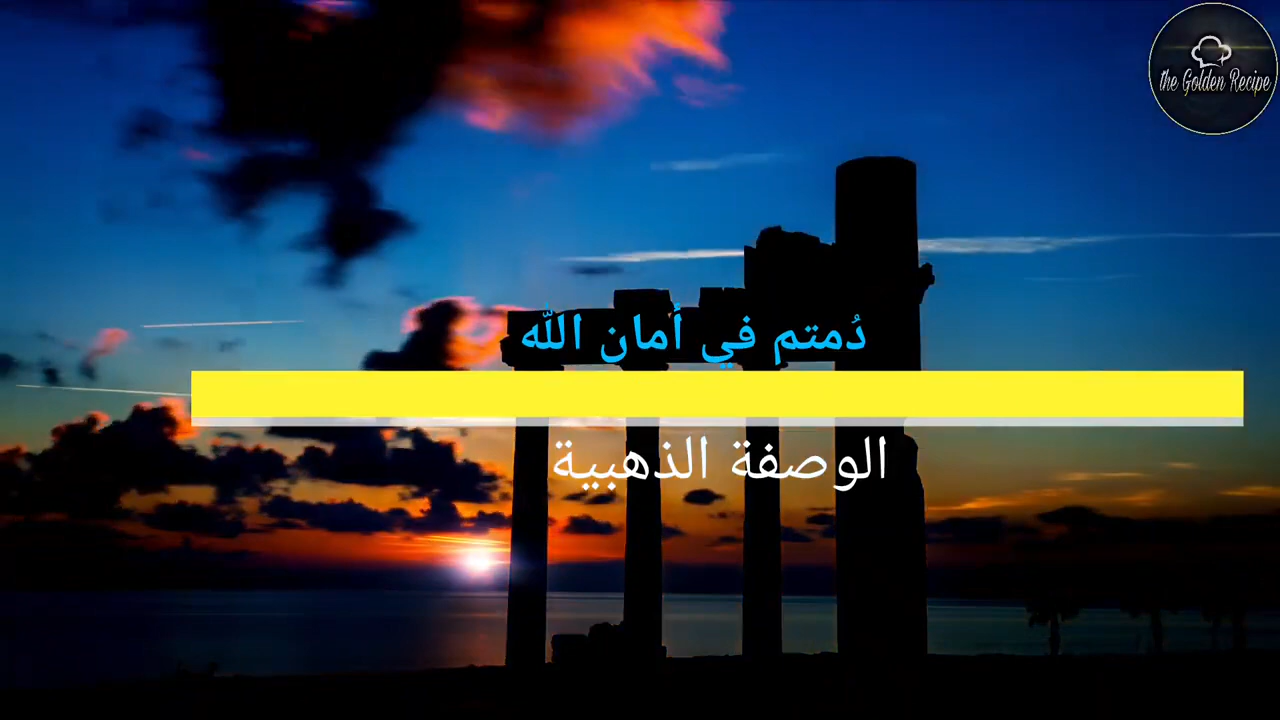 the Golden Recipe
دُمتم في أمان الله
الوصفة الذهبية